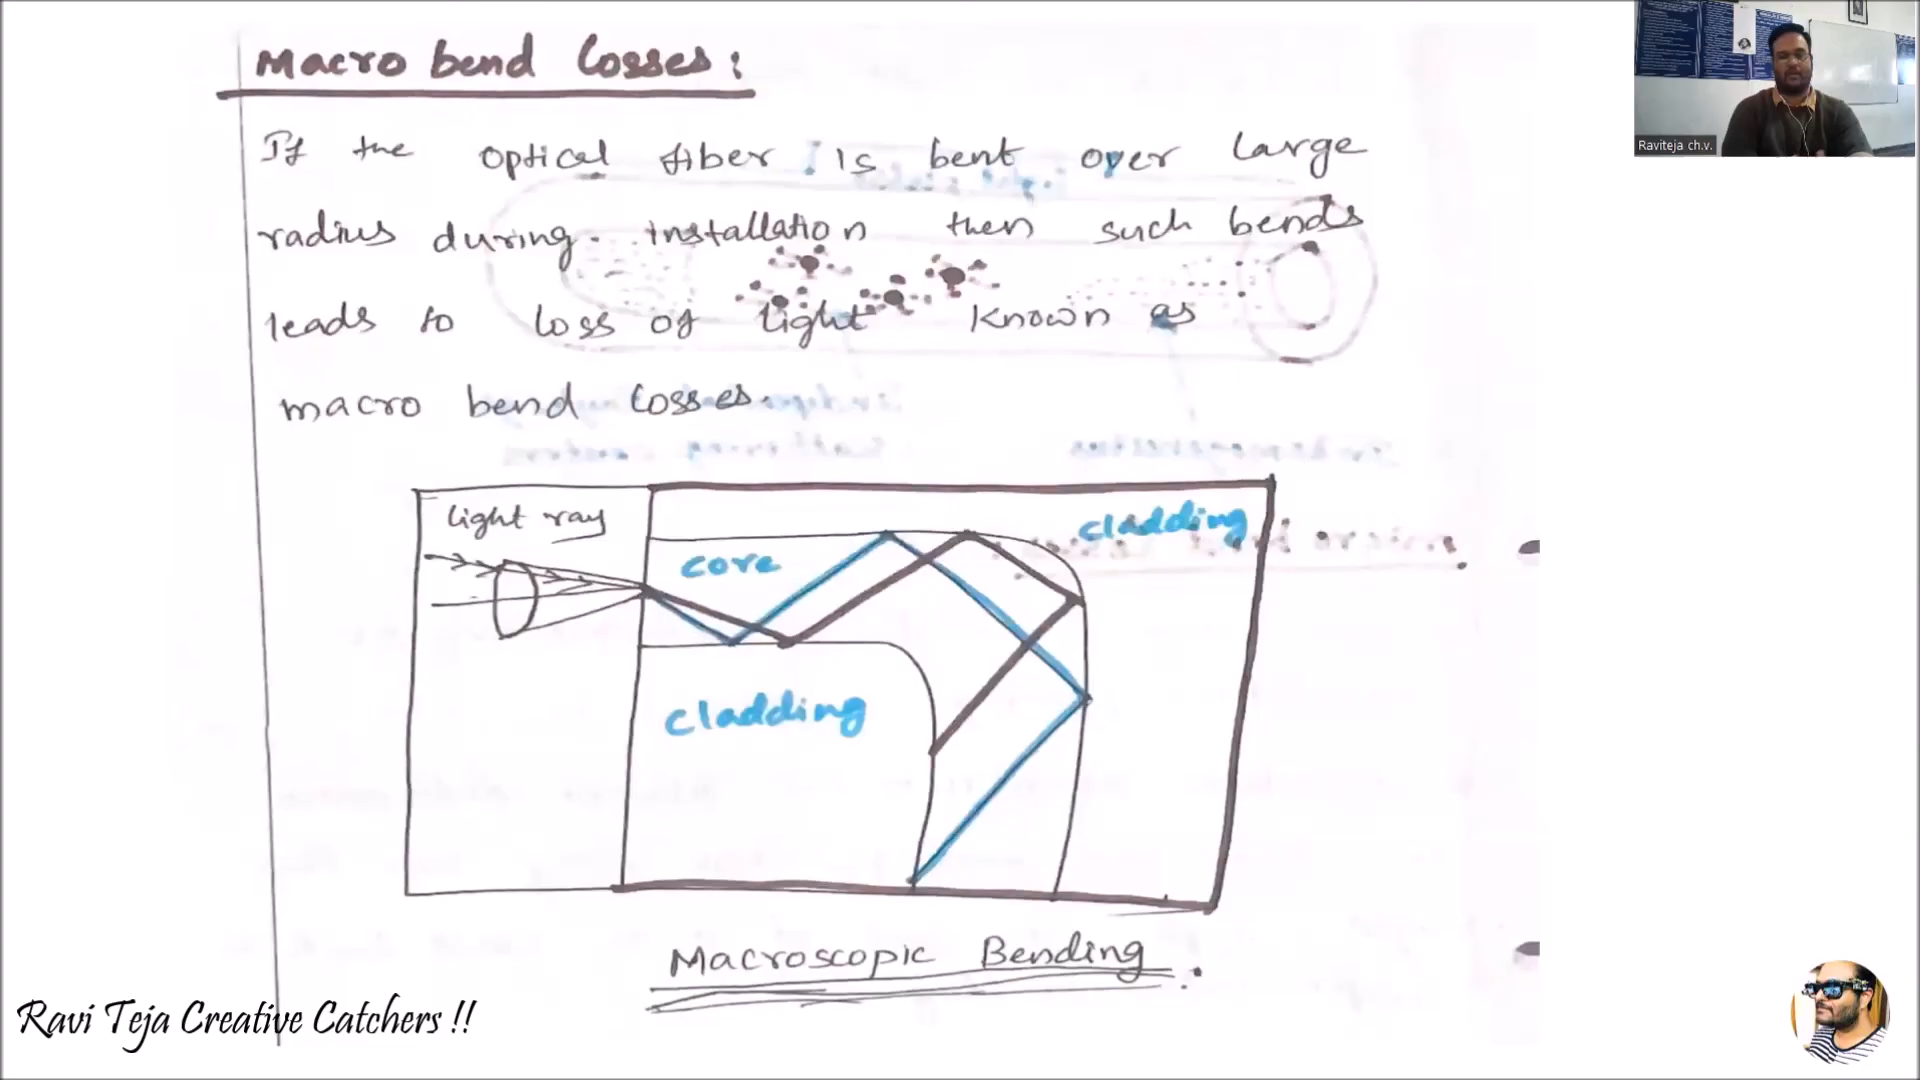 Macro bend Losses:
If the optical fiber is bent over large
radius during installation then such bends
leads to loss of light known as
macro bend losses.
light ray
core
cladding
cladding
Macroscopic Bending.
Raviteja ch.v.
Ravi Teja Creative Catchers !!